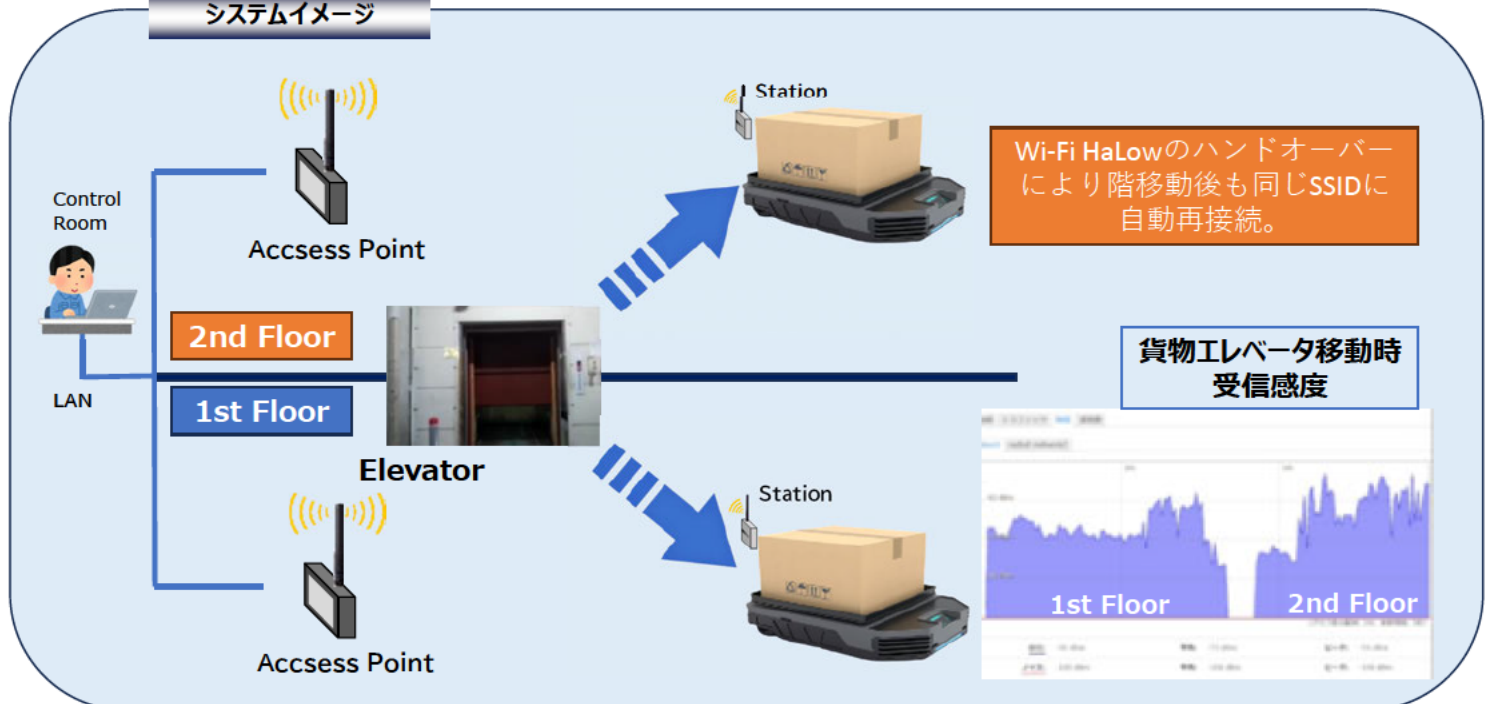 システムイメージ
Station
Wi-Fi HaLowのハンドオーバー
により階移動後も同じSSIDに
自動再接続。
Control
Room
Accsess Point
2nd Floor
貨物エレベータ移動時
受信感度
LAN
1st Floor
Elevator
Station
1st Floor
2nd Floor
Accsess Point